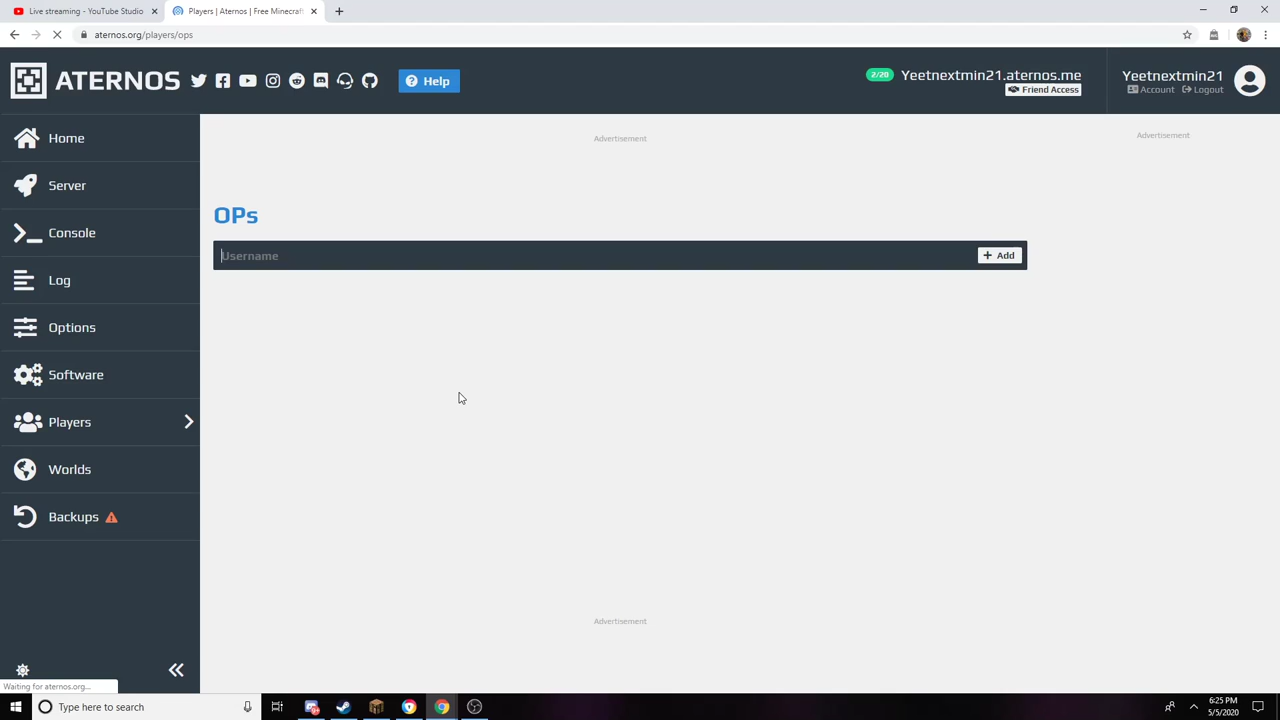 Live streaming - YouTube Studio
Players | Aternos | Free Minecraft
aternos.org/players/ops
ATERNOS
Help
2/20
Yeetnextmin21.aternos.me
Friend Access
Yeetnextmin21
Account
Logout
Home
Server
Console
Log
Options
Software
Players
Worlds
Backups
Advertisement
Advertisement
OPs
Username
Add
Advertisement
Waiting for aternos.org...
Type here to search
6:25 PM
5/5/2020